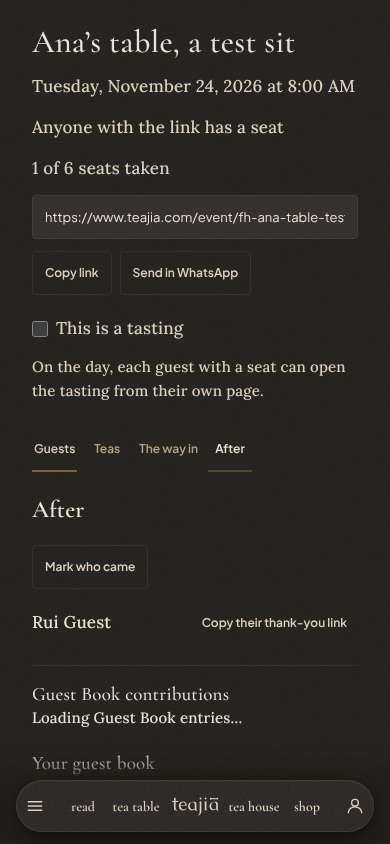 Ana's table, a test sit
Tuesday, November 24, 2026 at 8:00 AM
Anyone with the link has a seat
1 of 6 seats taken
https://www.teajia.com/event/fh-ana-table-tes
Copy link
Send in WhatsApp
This is a tasting
On the day, each guest with a seat can open
the tasting from their own page.
Guests
Teas
The way in
After
After
Mark who came
Rui Guest
Copy their thank-you link
Guest Book contributions
Loading Guest Book entries...
Your guest book
read
tea table
teajiā
tea house
shop